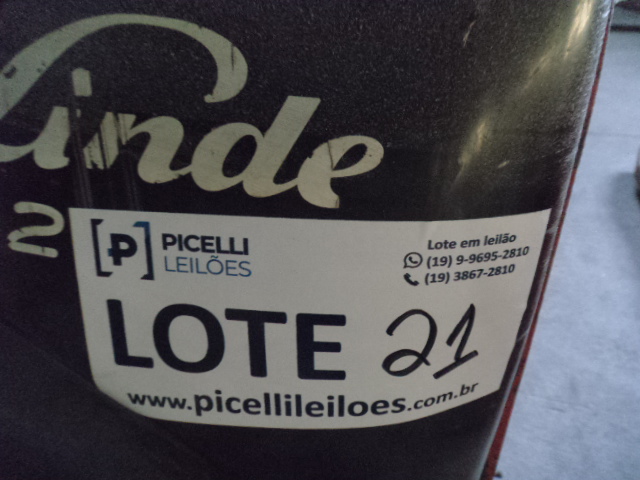 Linde
2
PICELLI
LEILÕES
Lote em leilão
(19) 9-9695-2810
(19) 3867-2810
LOTE 21
www.picellileiloes.com.br